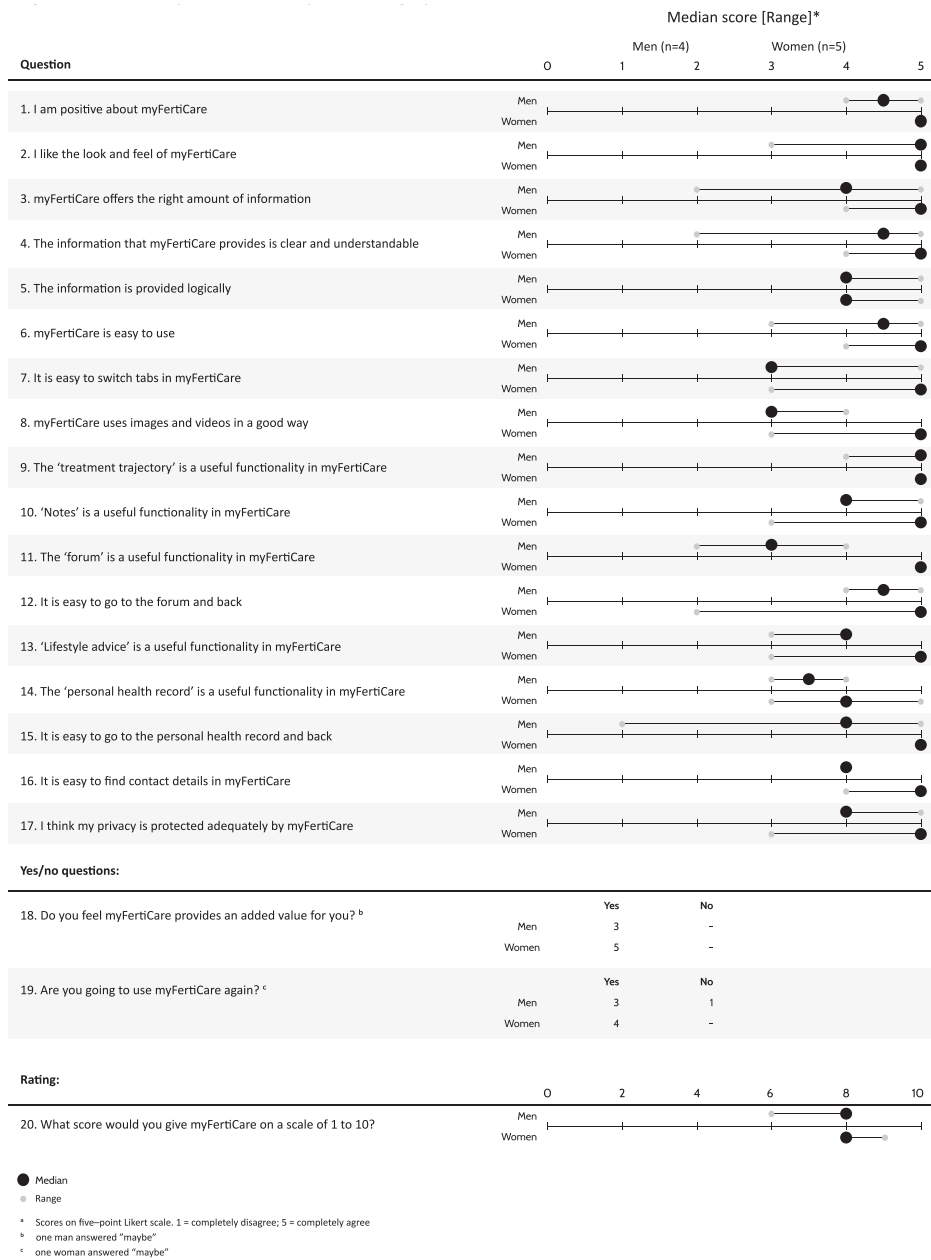 Median score [Range]*
Men (n=4) Women (n=5)
Question 0 1 2 3 4 5
1. I am positive about myFertiCare Men Women
2. I like the look and feel of myFertiCare Men Women
3. myFertiCare offers the right amount of information Men Women
4. The information that myFertiCare provides is clear and understandable Men Women
5. The information is provided logically Men Women
6. myFertiCare is easy to use Men Women
7. It is easy to switch tabs in myFertiCare Men Women
8. myFertiCare uses images and videos in a good way Men Women
9. The ‘treatment trajectory’ is a useful functionality in myFertiCare Men Women
10. ‘Notes’ is a useful functionality in myFertiCare Men Women
11. The ‘forum’ is a useful functionality in myFertiCare Men Women
12. It is easy to go to the forum and back Men Women
13. ‘Lifestyle advice’ is a useful functionality in myFertiCare Men Women
14. The ‘personal health record’ is a useful functionality in myFertiCare Men Women
15. It is easy to go to the personal health record and back Men Women
16. It is easy to find contact details in myFertiCare Men Women
17. I think my privacy is protected adequately by myFertiCare Men Women
Yes/no questions:
18. Do you feel myFertiCare provides an added value for you? ᵇ
Yes No
Men 3 –
Women 5 –
19. Are you going to use myFertiCare again? ᶜ
Yes No
Men 3 1
Women 4 –
Rating:
0 2 4 6 8 10
20. What score would you give myFertiCare on a scale of 1 to 10? Men Women
Median
Range
ᵃ Scores on five–point Likert scale. 1 = completely disagree; 5 = completely agree
ᵇ one man answered ”maybe”
ᶜ one woman answered “maybe”